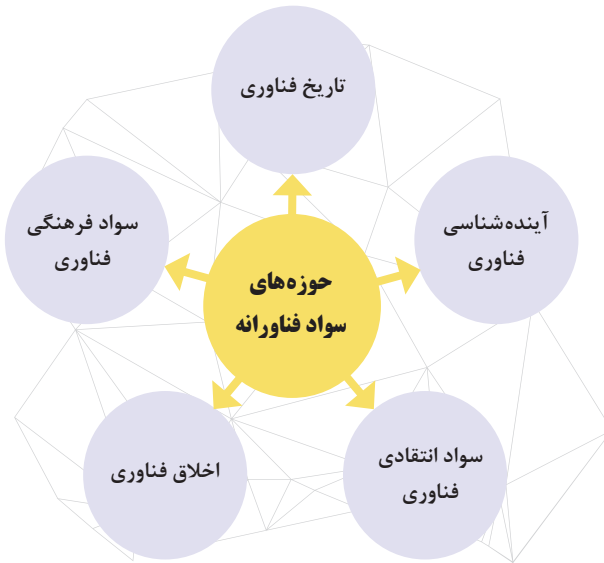 تاریخ فناوری
آینده‌شناسی
فناوری
سواد فرهنگی
فناوری
حوزه‌های
سواد فناورانه
سواد انتقادی
فناوری
اخلاق فناوری